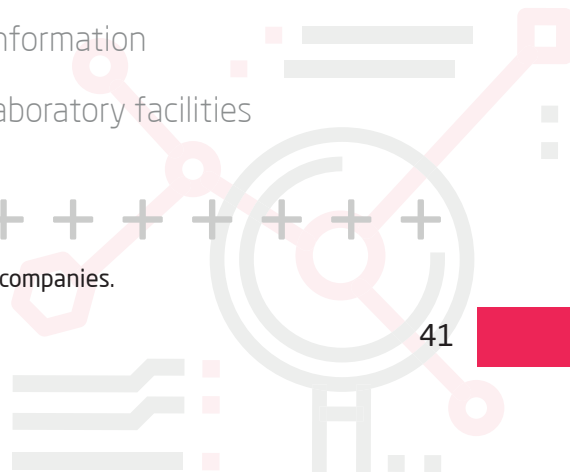 nformation
aboratory facilities
companies.
41